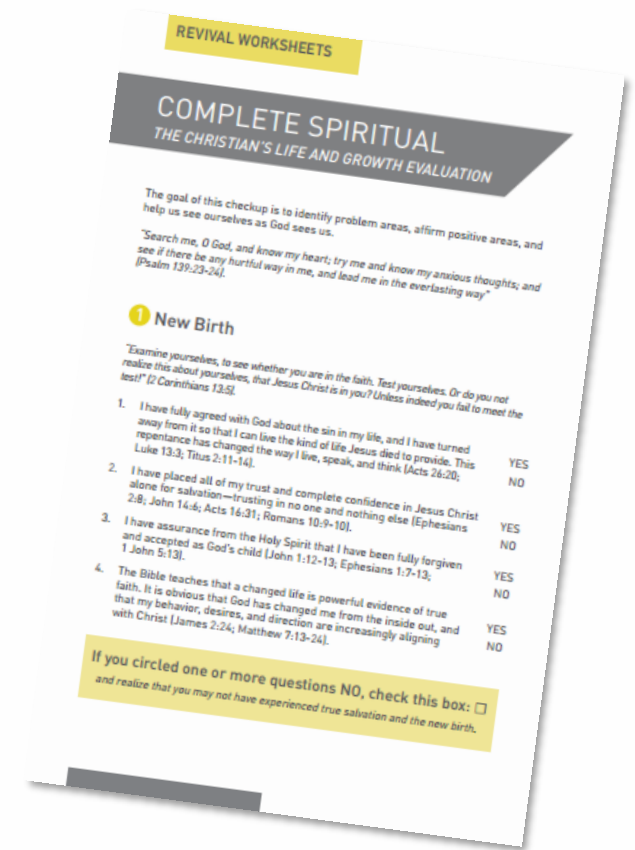 REVIVAL WORKSHEETS
COMPLETE SPIRITUAL
THE CHRISTIAN'S LIFE AND GROWTH EVALUATION
The goal of this checkup is to identify problem areas, affirm positive areas, and
help us see ourselves as God sees us.
"Search me, O God, and know my heart; try me and know my anxious thoughts; and
see if there be any hurtful way in me, and lead me in the everlasting way"
(Psalm 139:23-24).
1 New Birth
"Examine yourselves, to see whether you are in the faith. Test yourselves. Or do you not
realize this about yourselves, that Jesus Christ is in you? Unless indeed you fail to meet the
test!" (2 Corinthians 13:5).
1. I have fully agreed with God about the sin in my life, and I have turned
away from it so that I can live the kind of life Jesus died to provide. This
repentance has changed the way I live, speak, and think (Acts 26:20;
Luke 13:3; Titus 2:11-14).
YES
NO
2. I have placed all of my trust and complete confidence in Jesus Christ
alone for salvation—trusting in no one and nothing else (Ephesians
2:8; John 14:6; Acts 16:31; Romans 10:9-10).
YES
NO
3. I have assurance from the Holy Spirit that I have been fully forgiven
and accepted as God's child (John 1:12-13; Ephesians 1:7-13;
1 John 5:13).
YES
NO
4. The Bible teaches that a changed life is powerful evidence of true
faith. It is obvious that God has changed me from the inside out, and
that my behavior, desires, and direction are increasingly aligning
with Christ (James 2:24; Matthew 7:13-24).
YES
NO
If you circled one or more questions NO, check this box: ☐
and realize that you may not have experienced true salvation and the new birth.